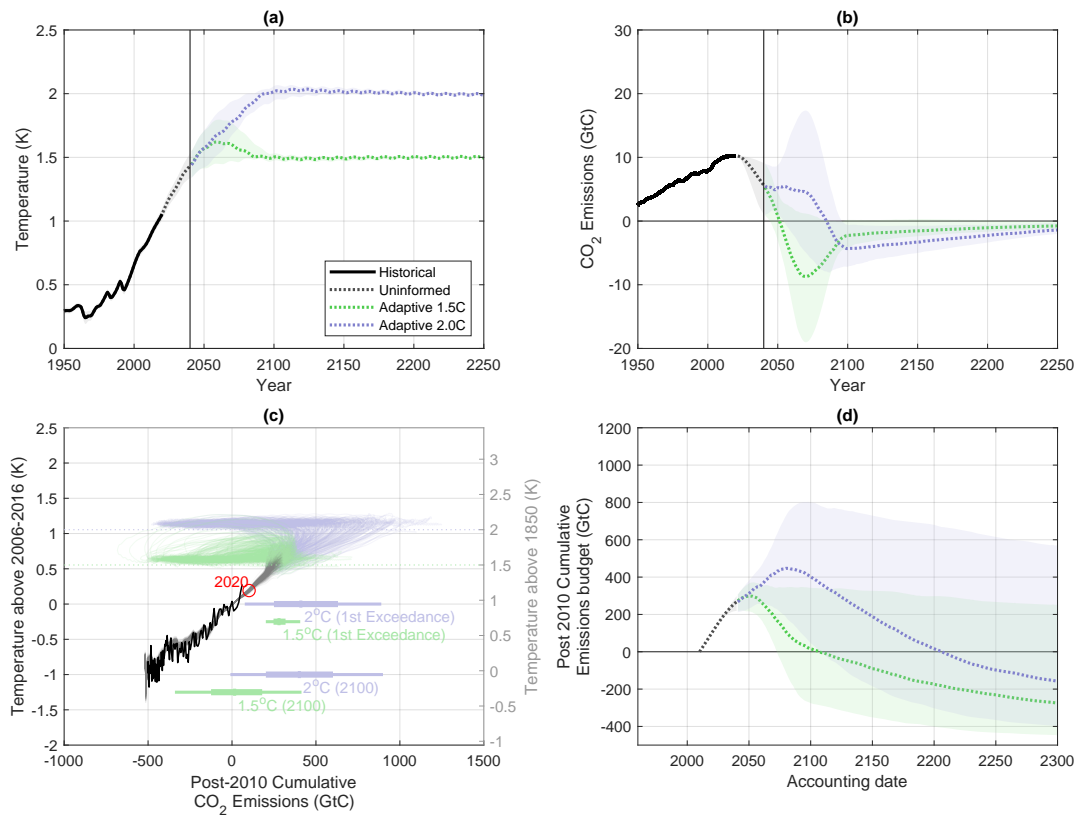 (a)
2.5
2
1.5
1
0.5
0
Temperature (K)
1950 2000 2050 2100 2150 2200 2250
Year
Historical
Uninformed
Adaptive 1.5C
Adaptive 2.0C
(b)
30
20
10
0
-10
-20
CO2 Emissions (GtC)
1950 2000 2050 2100 2150 2200 2250
Year
(c)
2.5
2
1.5
1
0.5
0
-0.5
-1
-1.5
-2
Temperature above 2006-2016 (K)
3
2
1.5
1
0.5
0
-0.5
-1
Temperature above 1850 (K)
2020
2°C (1st Exceedance)
1.5°C (1st Exceedance)
2°C (2100)
1.5°C (2100)
-1000 -500 0 500 1000 1500
Post-2010 Cumulative
CO2 Emissions (GtC)
(d)
1200
1000
800
600
400
200
0
-200
-400
Post 2010 Cumulative
Emissions budget (GtC)
2000 2050 2100 2150 2200 2250 2300
Accounting date